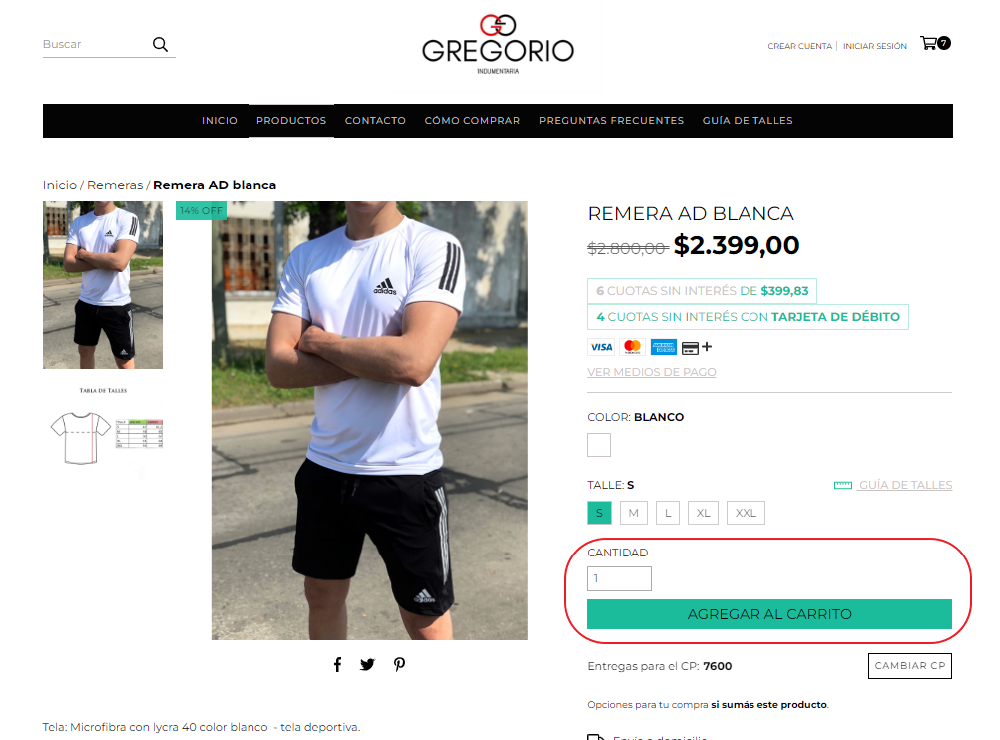 Buscar
GREGORIO
INDUMENTARIA
CREAR CUENTA | INICIAR SESIÓN
7
INICIO PRODUCTOS CONTACTO CÓMO COMPRAR PREGUNTAS FRECUENTES GUÍA DE TALLES
Inicio / Remeras / Remera AD blanca
14% OFF
adidas
adidas
TABLA DE TALLES
REMERA AD BLANCA
$2.800,00 $2.399,00
6 CUOTAS SIN INTERÉS DE $399,83
4 CUOTAS SIN INTERÉS CON TARJETA DE DÉBITO
VISA
VER MEDIOS DE PAGO
COLOR: BLANCO
TALLE: S
GUÍA DE TALLES
S M L XL XXL
CANTIDAD
1
AGREGAR AL CARRITO
Entregas para el CP: 7600
CAMBIAR CP
Opciones para tu compra si sumás este producto.
Envío a domicilio
Tela: Microfibra con lycra 40 color blanco - tela deportiva.